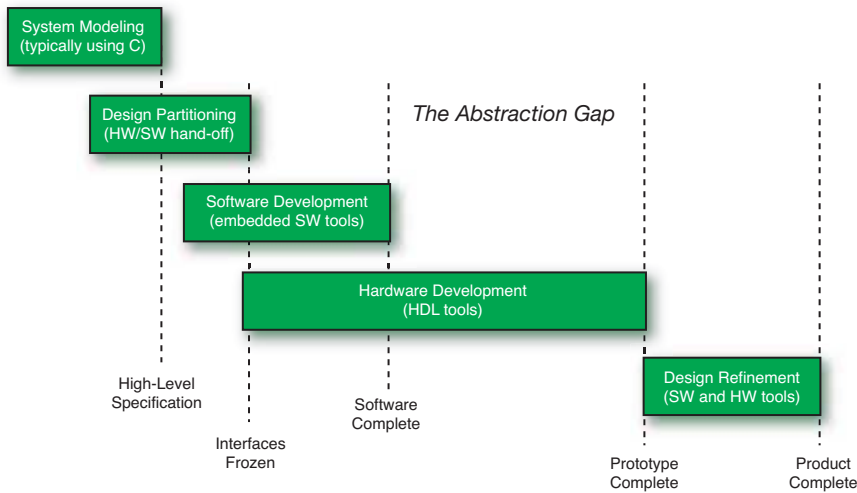 System Modeling
(typically using C)
Design Partitioning
(HW/SW hand-off)
The Abstraction Gap
Software Development
(embedded SW tools)
Hardware Development
(HDL tools)
Design Refinement
(SW and HW tools)
High-Level
Specification
Interfaces
Frozen
Software
Complete
Prototype
Complete
Product
Complete